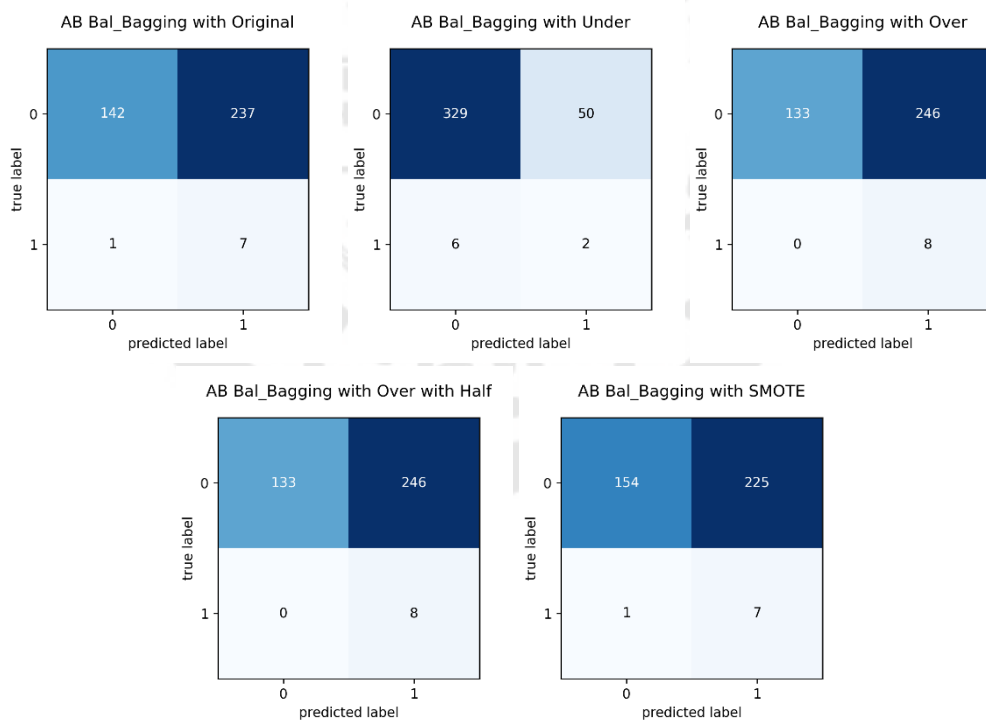 AB Bal_Bagging with Original
0
142
237
1
1
7
0
1
true label
predicted label
AB Bal_Bagging with Under
0
329
50
1
6
2
0
1
true label
predicted label
AB Bal_Bagging with Over
0
133
246
1
0
8
0
1
true label
predicted label
AB Bal_Bagging with Over with Half
0
133
246
1
0
8
0
1
true label
predicted label
AB Bal_Bagging with SMOTE
0
154
225
1
1
7
0
1
true label
predicted label